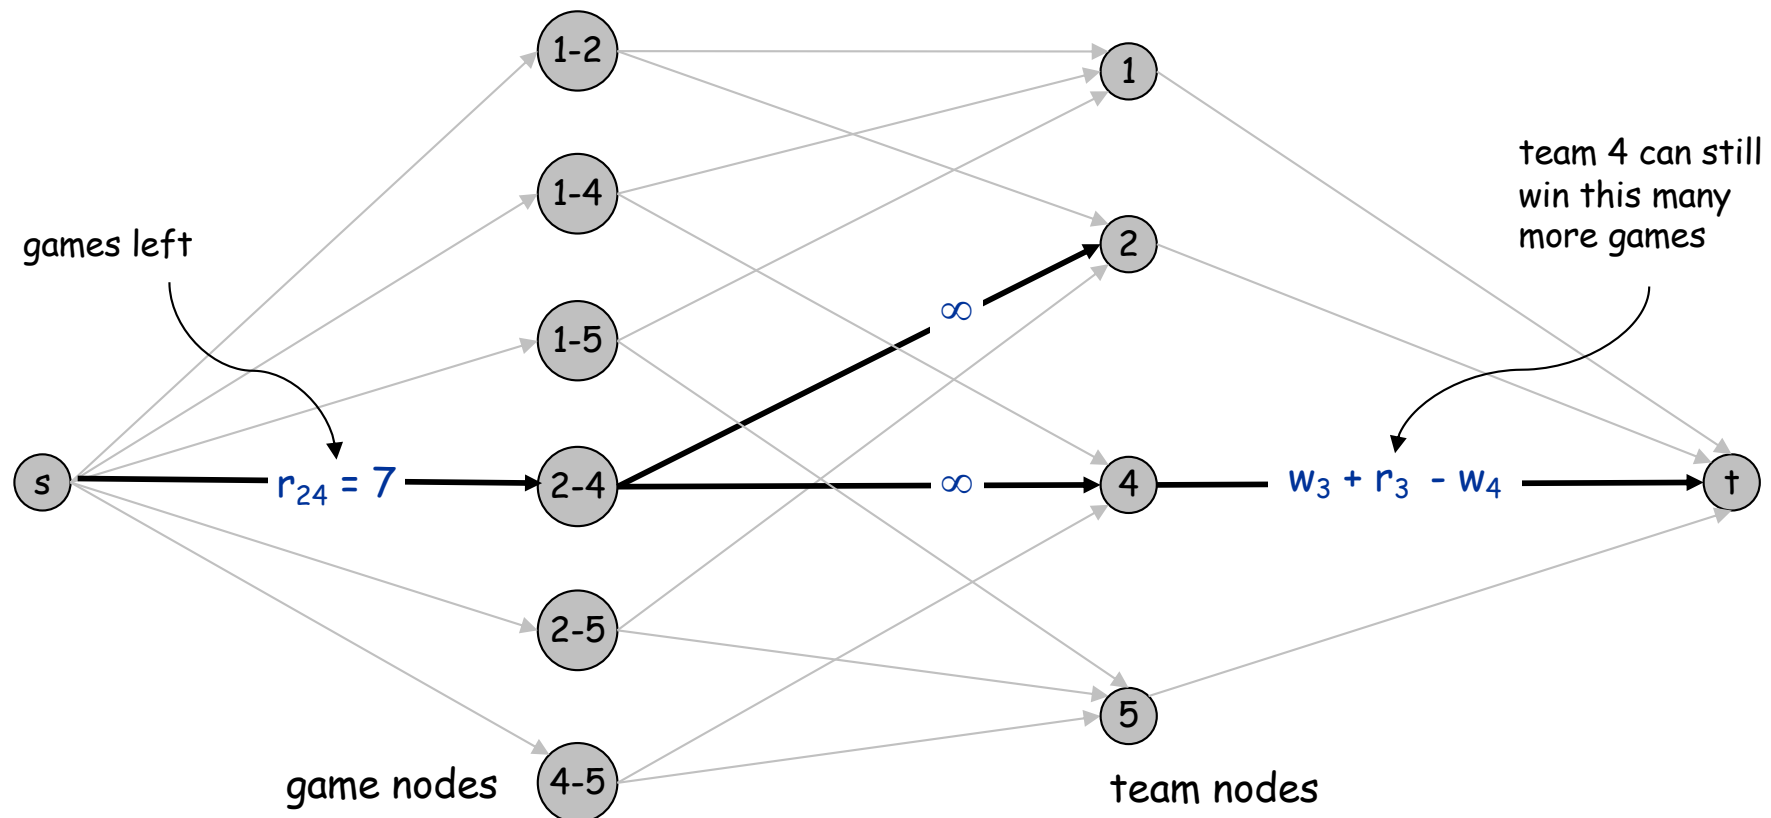 1-2
1
1-4
team 4 can still
win this many
more games
games left
2
∞
1-5
s
r₂₄ = 7
2-4
∞
4
w₃ + r₃ - w₄
t
2-5
5
4-5
game nodes
team nodes